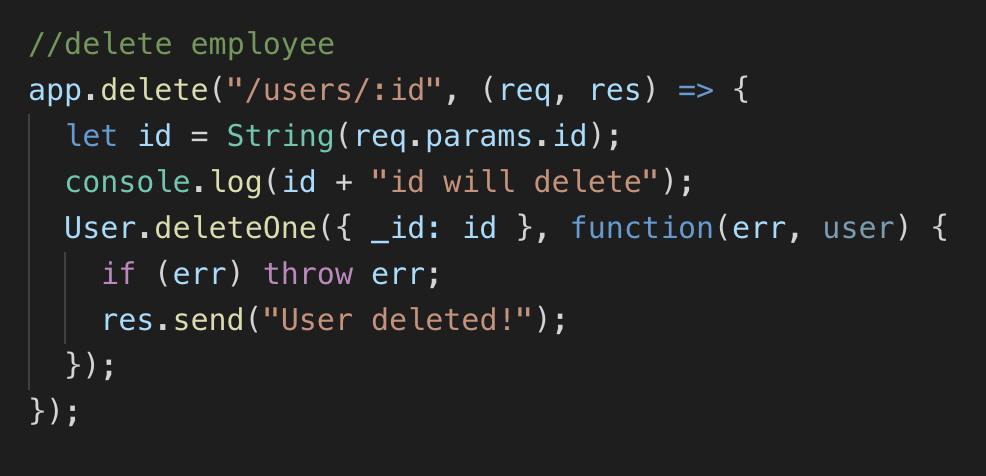 //delete employee
app.delete("/users/:id", (req, res) => {
  let id = String(req.params.id);
  console.log(id + "id will delete");
  User.deleteOne({ _id: id }, function(err, user) {
    if (err) throw err;
    res.send("User deleted!");
  });
});